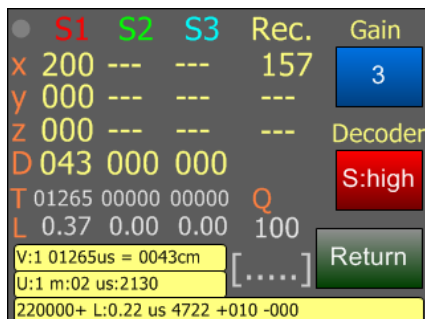 S1 S2 S3 Rec. Gain
x 200 --- --- 157 3
y 000 --- --- ---
z 000 --- --- --- Decoder
D 043 000 000 S:high
T 01265 00000 00000 Q
L 0.37 0.00 0.00 100
V:1 01265us = 0043cm [.....] Return
U:1 m:02 us:2130
220000+ L:0.22 us 4722 +010 -000